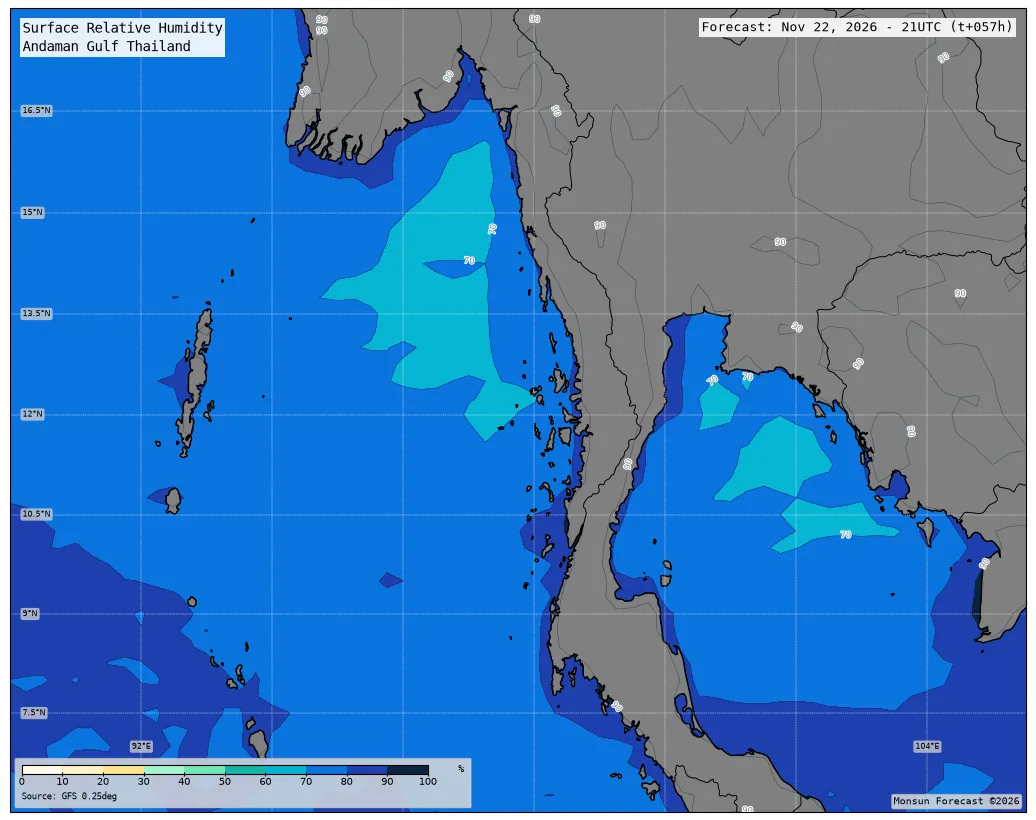 Surface Relative Humidity
Andaman Gulf Thailand
Forecast: Nov 22, 2026 - 21UTC (t+057h)
90
90
90
90
90
90
90
16.5°N
15°N
90
90
70
70
90
13.5°N
90
90
70
70
12°N
90
90
10.5°N
70
90
9°N
90
7.5°N
92°E
104°E
%
0 10 20 30 40 50 60 70 80 90 100
Source: GFS 0.25deg
Monsun Forecast ©2026
90